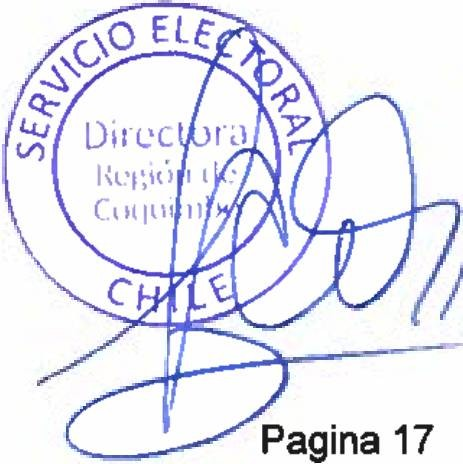 SERVICIO ELECTORAL
Directora
Región de
Coquimbo
CHILE
Pagina 17